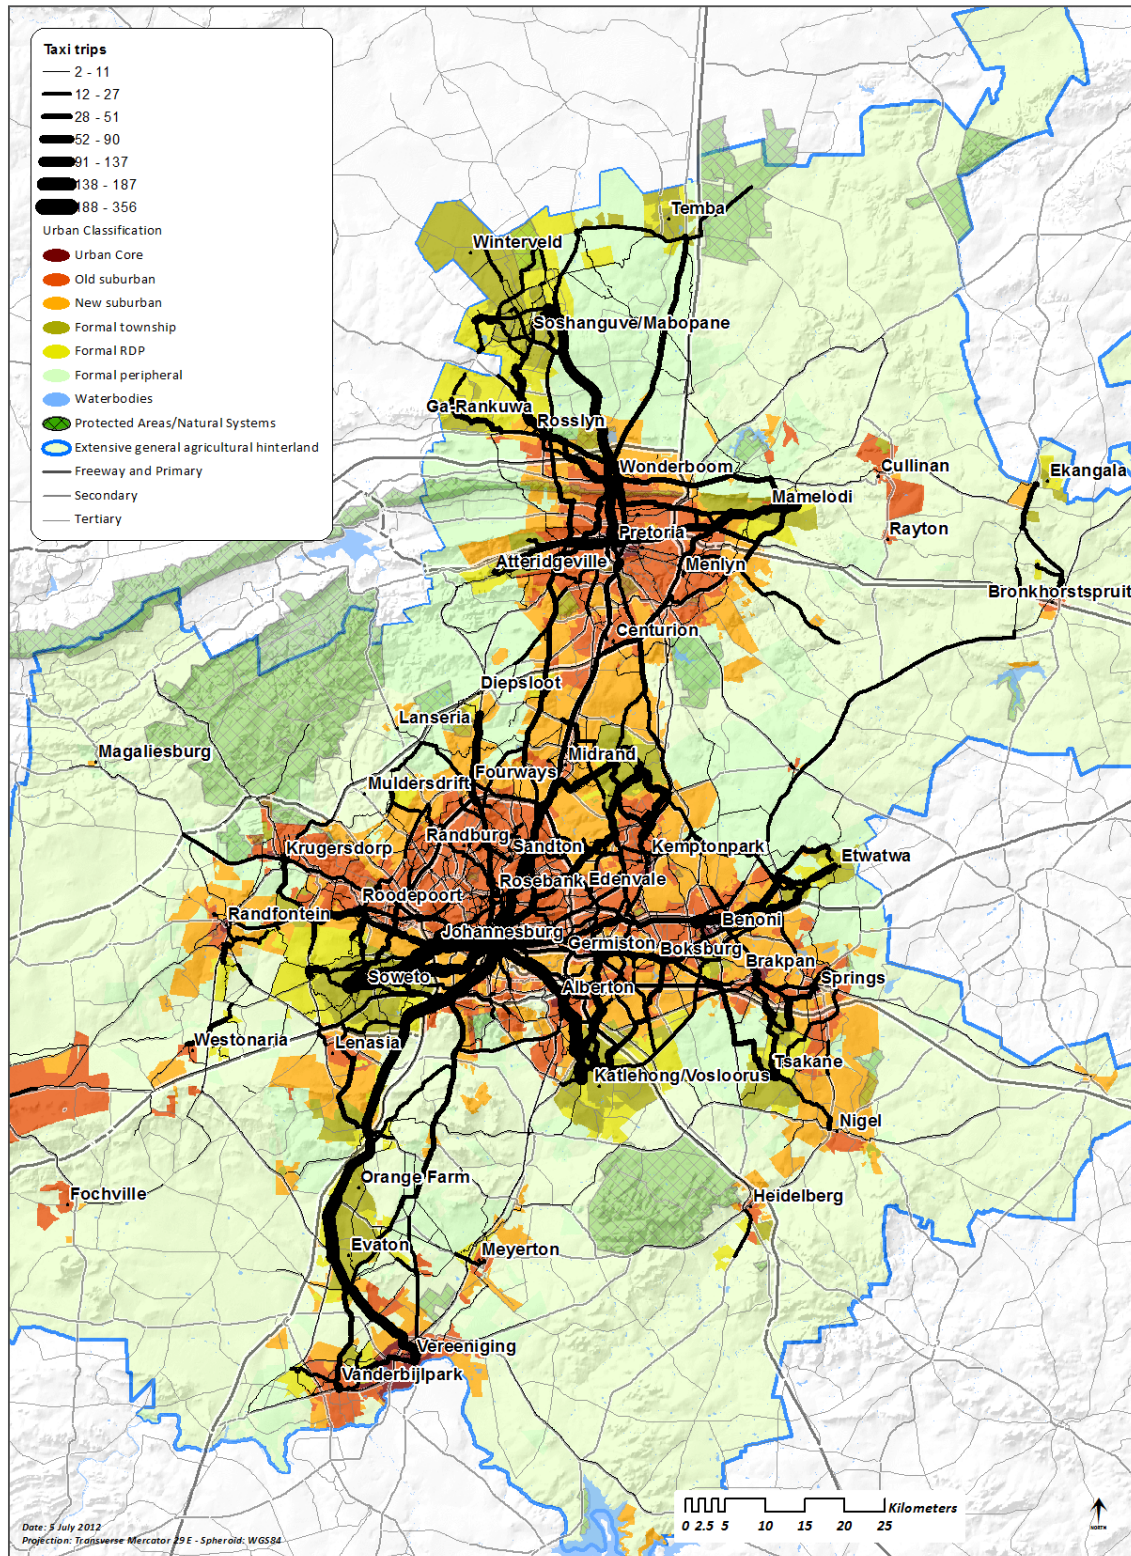 Taxi trips
2 - 11
12 - 27
28 - 51
52 - 90
91 - 137
138 - 187
188 - 356
Urban Classification
Urban Core
Old suburban
New suburban
Formal township
Formal RDP
Formal peripheral
Waterbodies
Protected Areas/Natural Systems
Extensive general agricultural hinterland
Freeway and Primary
Secondary
Tertiary
Temba
Winterveld
Soshanguve/Mabopane
Ga-Rankuwa
Rosslyn
Wonderboom
Cullinan
Ekangala
Mamelodi
Pretoria
Rayton
Atteridgeville
Menlyn
Bronkhorstspruit
Centurion
Diepsloot
Lanseria
Magaliesburg
Midrand
Fourways
Muldersdrift
Randburg
Sandton
Krugersdorp
Kemptonpark
Etwatwa
Rosebank
Edenvale
Roodepoort
Randfontein
Benoni
Johannesburg
Germiston
Boksburg
Brakpan
Soweto
Springs
Alberton
Westonaria
Lenasia
Tsakane
Katlehong/Vosloorus
Nigel
Orange Farm
Fochville
Heidelberg
Evaton
Meyerton
Vereeniging
Vanderbijlpark
Kilometers
0 2.5 5 10 15 20 25
NORTH
Date: 5 July 2012
Projection: Transverse Mercator 29 E - Spheroid: WGS84